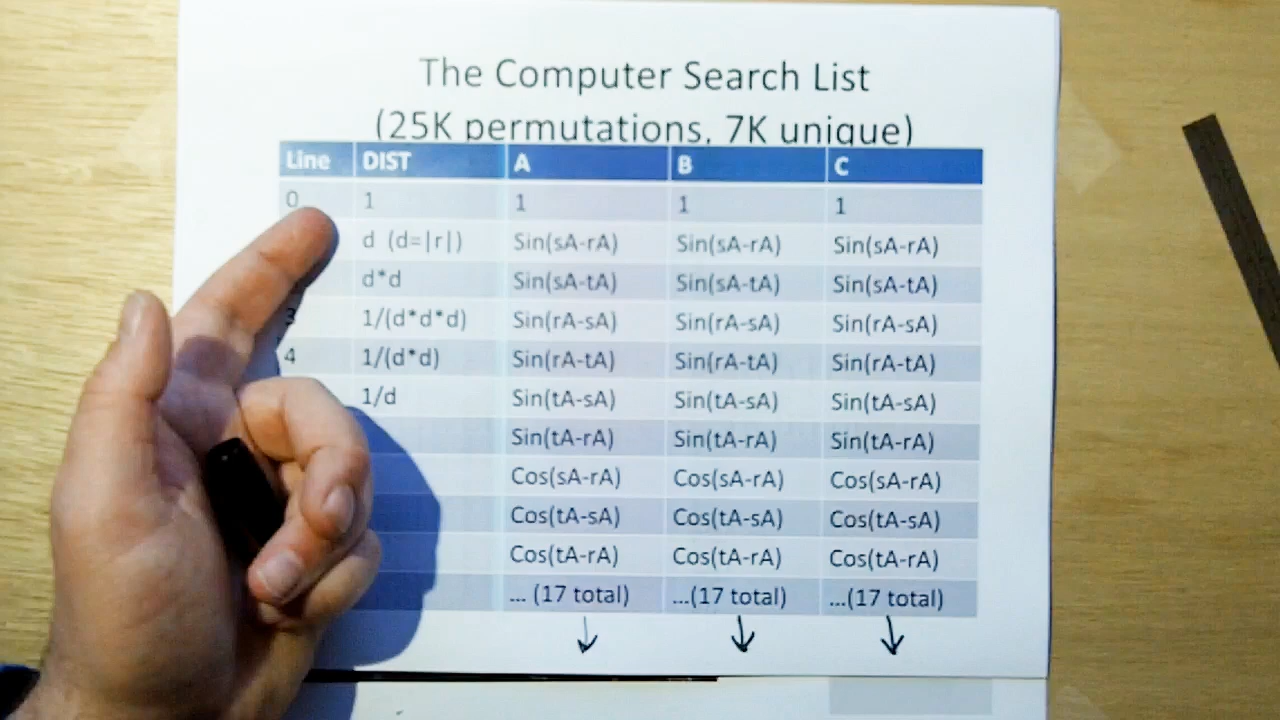 The Computer Search List
(25K permutations, 7K unique)
Line DIST A B C
0 1 1 1 1
d (d=|r|) Sin(sA-rA) Sin(sA-rA) Sin(sA-rA)
d*d Sin(sA-tA) Sin(sA-tA) Sin(sA-tA)
3 1/(d*d*d) Sin(rA-sA) Sin(rA-sA) Sin(rA-sA)
4 1/(d*d) Sin(rA-tA) Sin(rA-tA) Sin(rA-tA)
1/d Sin(tA-sA) Sin(tA-sA) Sin(tA-sA)
Sin(tA-rA) Sin(tA-rA) Sin(tA-rA)
Cos(sA-rA) Cos(sA-rA) Cos(sA-rA)
Cos(tA-sA) Cos(tA-sA) Cos(tA-sA)
Cos(tA-rA) Cos(tA-rA) Cos(tA-rA)
... (17 total) ...(17 total) ...(17 total)